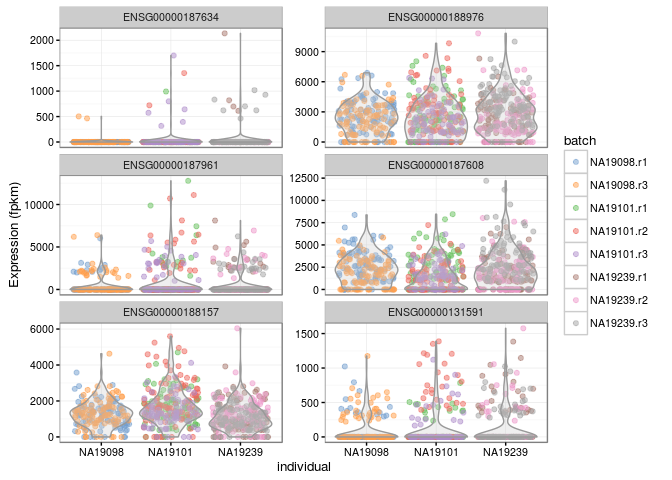 ENSG00000187634
ENSG00000188976
2000
1500
1000
500
0
9000
6000
3000
0
ENSG00000187961
ENSG00000187608
10000
5000
0
12500
10000
7500
5000
2500
0
ENSG00000188157
ENSG00000131591
6000
4000
2000
0
1500
1000
500
0
NA19098
NA19101
NA19239
NA19098
NA19101
NA19239
individual
Expression (fpkm)
batch
NA19098.r1
NA19098.r3
NA19101.r1
NA19101.r2
NA19101.r3
NA19239.r1
NA19239.r2
NA19239.r3